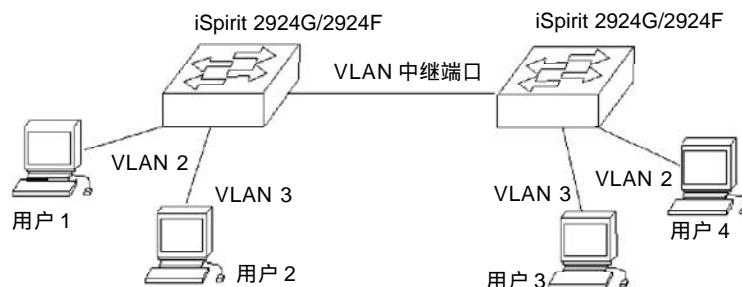 iSpirit 2924G/2924F
iSpirit 2924G/2924F
VLAN 中继端口
VLAN 2
VLAN 3
VLAN 3
VLAN 2
用户 1
用户 2
用户 3
用户 4